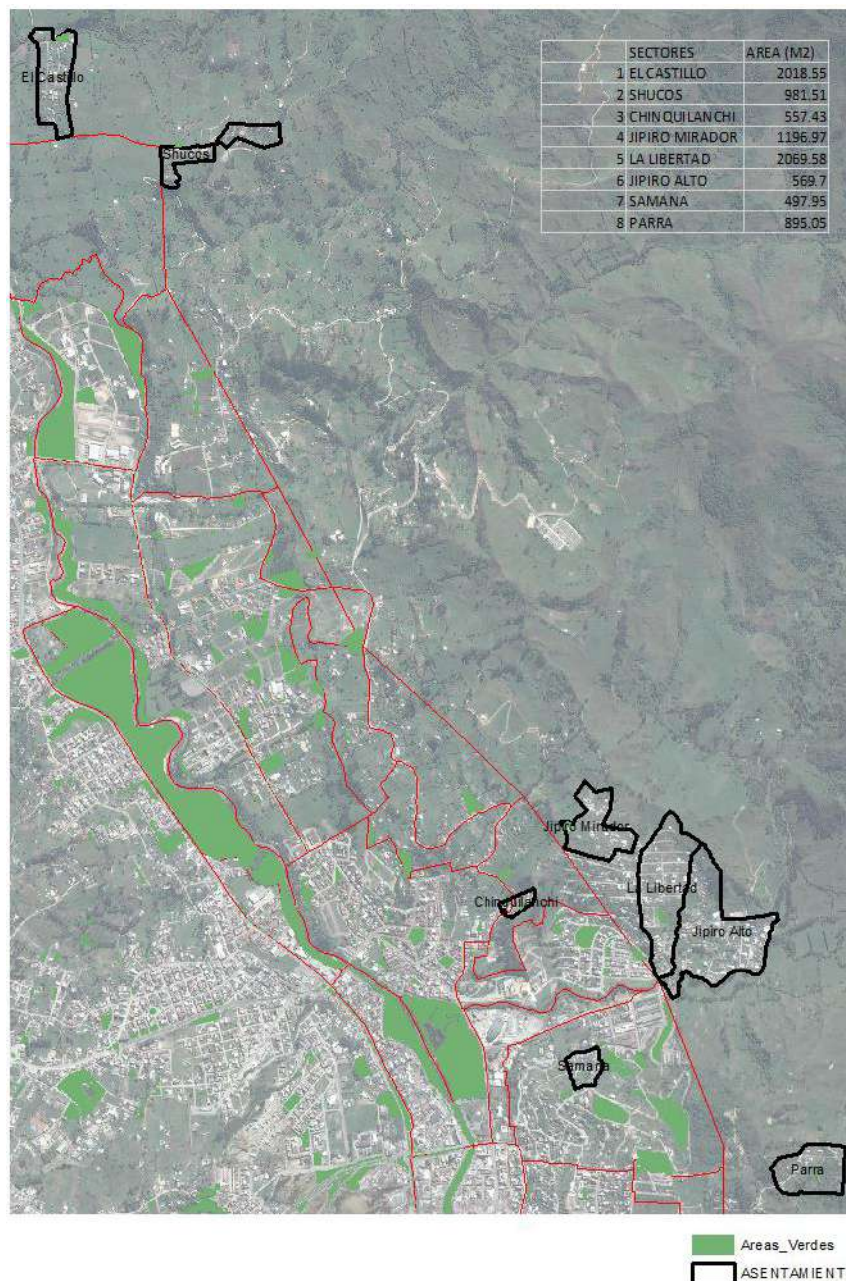 SECTORES AREA (M2)
1 EL CASTILLO 2018.55
2 SHUCOS 981.51
3 CHINQUILANCHI 557.43
4 JIPIRO MIRADOR 1196.97
5 LA LIBERTAD 2069.58
6 JIPIRO ALTO 569.7
7 SAMANA 497.95
8 PARRA 895.05
El Castillo
Shucos
Jipiro Mirador
La Libertad
Chinquilanchi
Jipiro Alto
Samana
Parra
Areas_Verdes
ASENTAMIENT